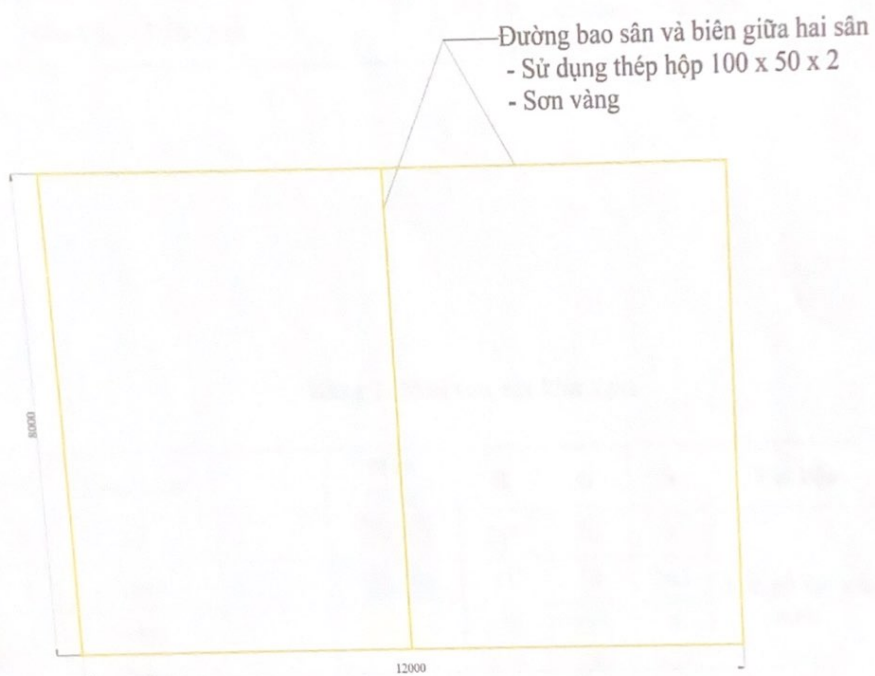 Đường bao sân và biên giữa hai sân
- Sử dụng thép hộp 100 x 50 x 2
- Sơn vàng
8000
12000